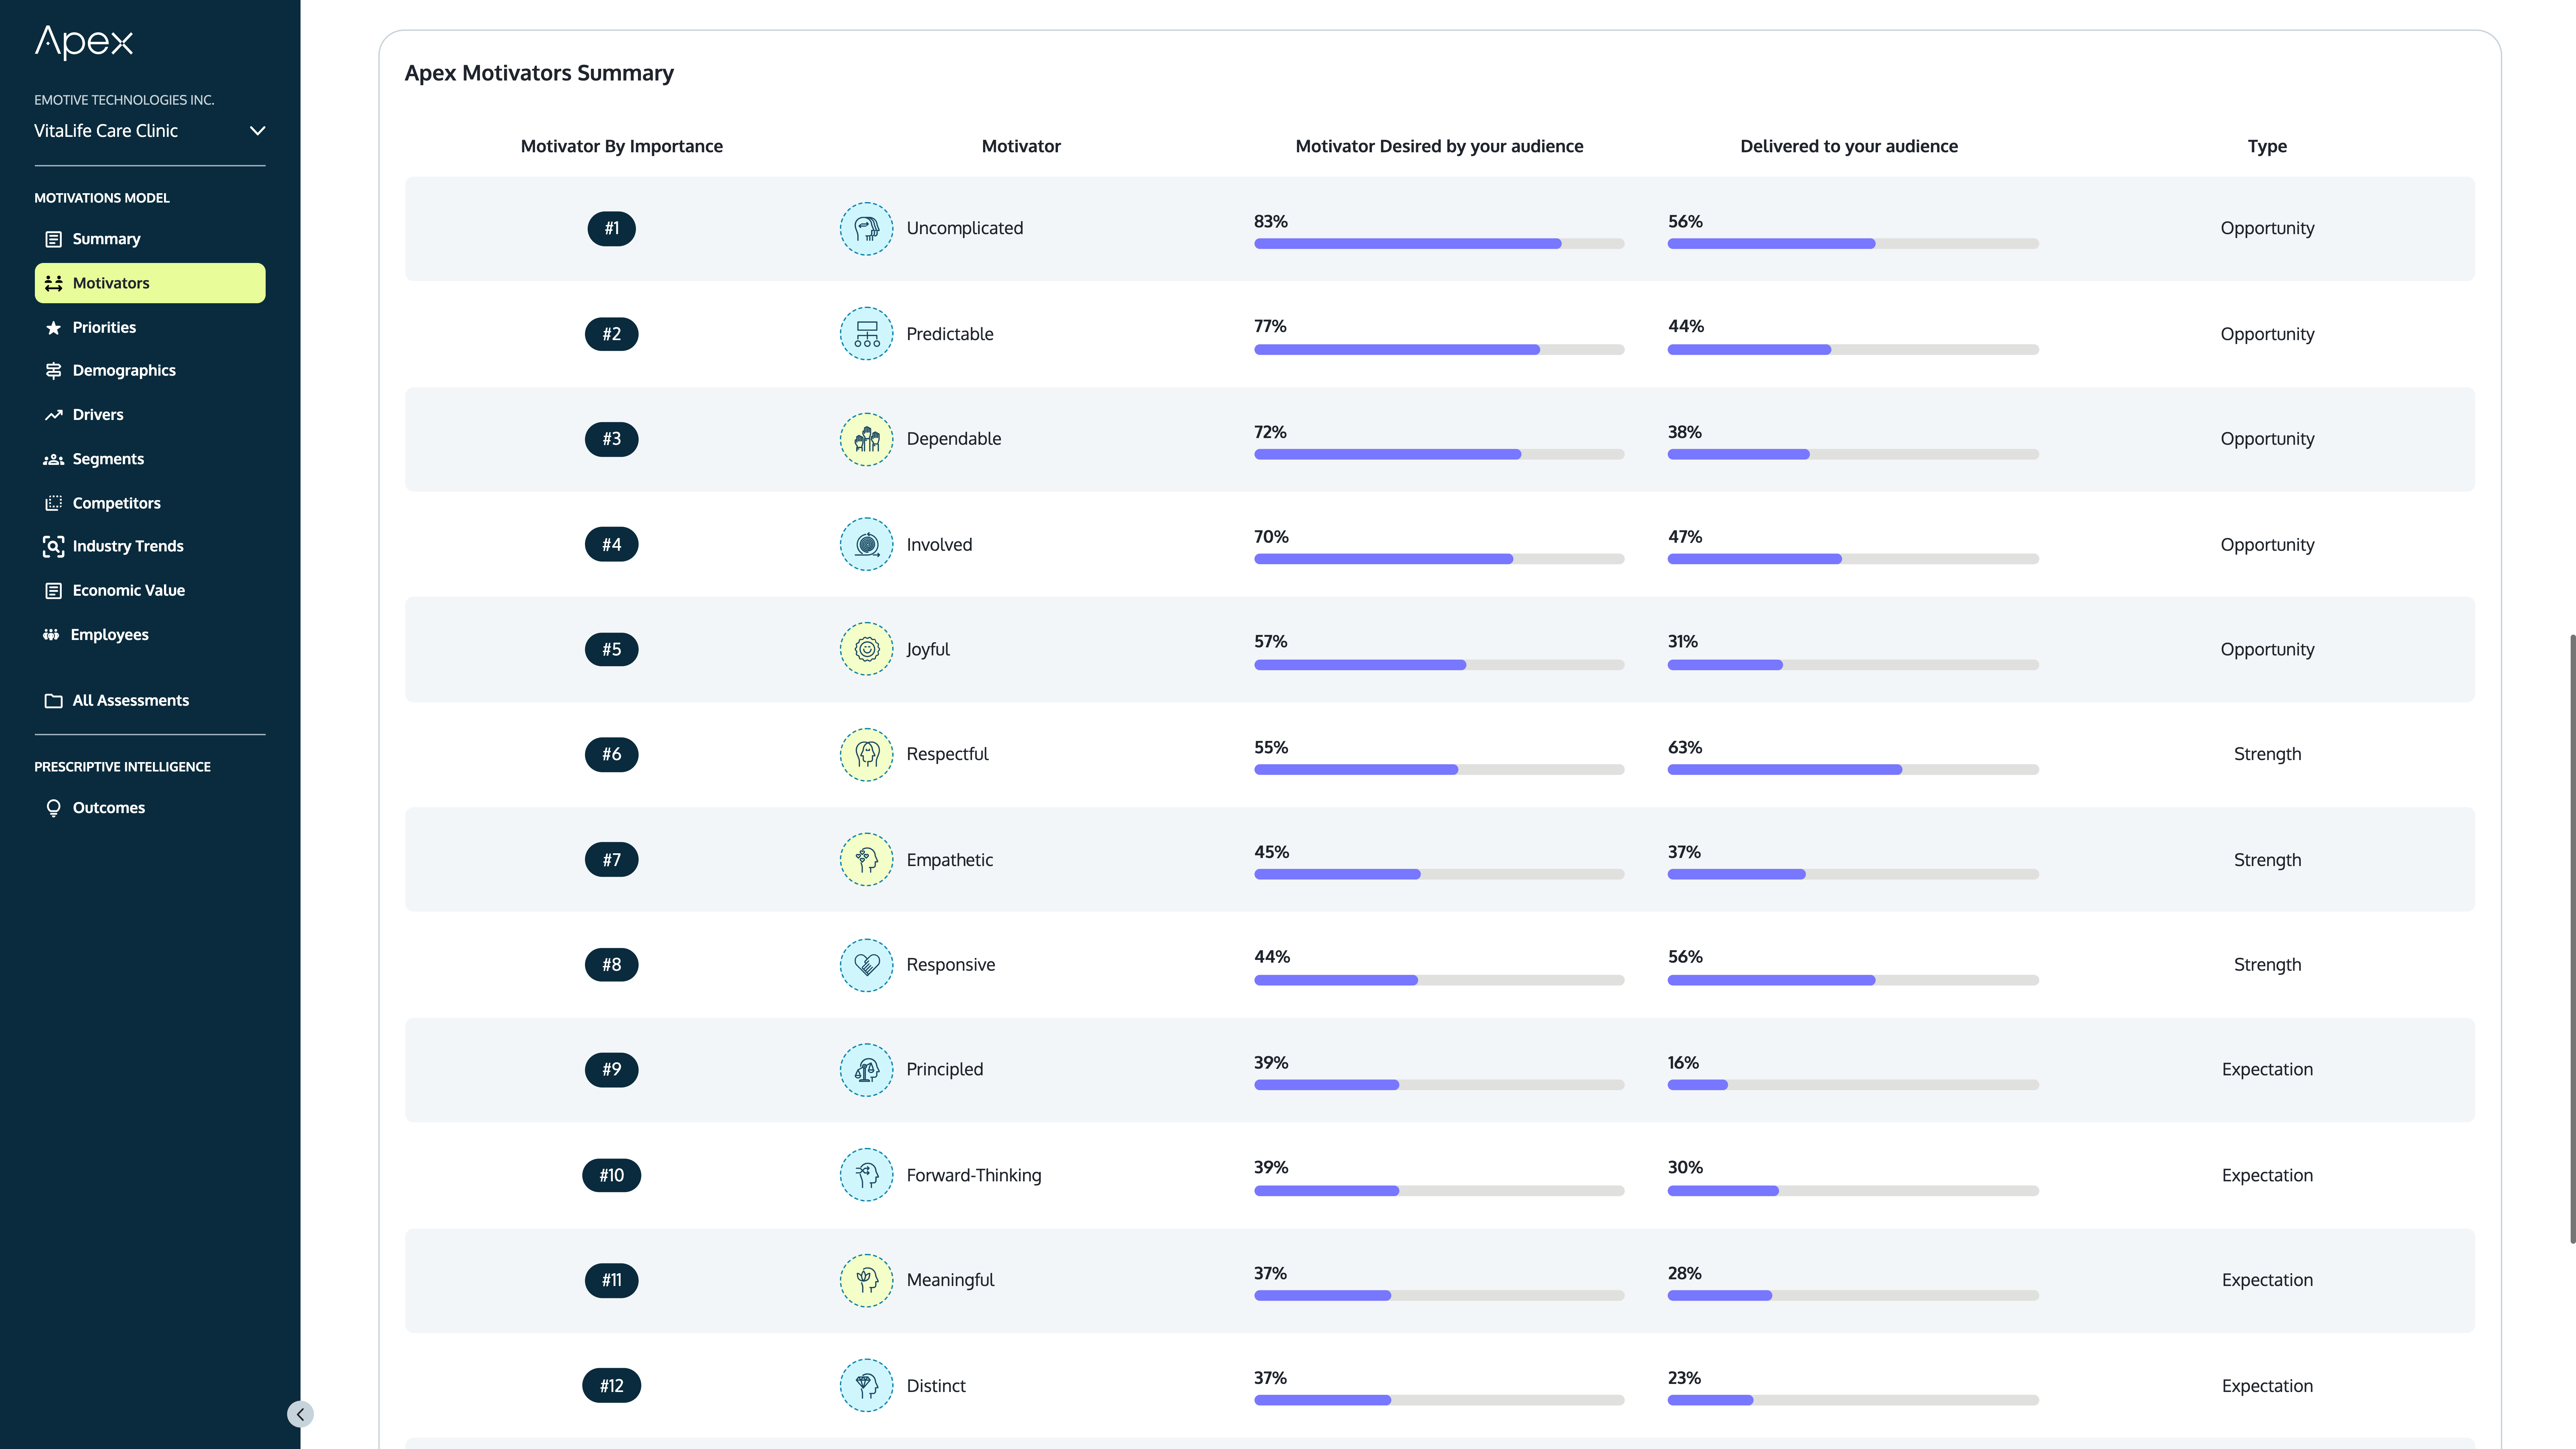 Apex
EMOTIVE TECHNOLOGIES INC.
VitaLife Care Clinic
MOTIVATIONS MODEL
Summary
Motivators
Priorities
Demographics
Drivers
Segments
Competitors
Industry Trends
Economic Value
Employees
All Assessments
PRESCRIPTIVE INTELLIGENCE
Outcomes
Apex Motivators Summary
Motivator By Importance Motivator Motivator Desired by your audience Delivered to your audience Type
#1 Uncomplicated 83% 56% Opportunity
#2 Predictable 77% 44% Opportunity
#3 Dependable 72% 38% Opportunity
#4 Involved 70% 47% Opportunity
#5 Joyful 57% 31% Opportunity
#6 Respectful 55% 63% Strength
#7 Empathetic 45% 37% Strength
#8 Responsive 44% 56% Strength
#9 Principled 39% 16% Expectation
#10 Forward-Thinking 39% 30% Expectation
#11 Meaningful 37% 28% Expectation
#12 Distinct 37% 23% Expectation